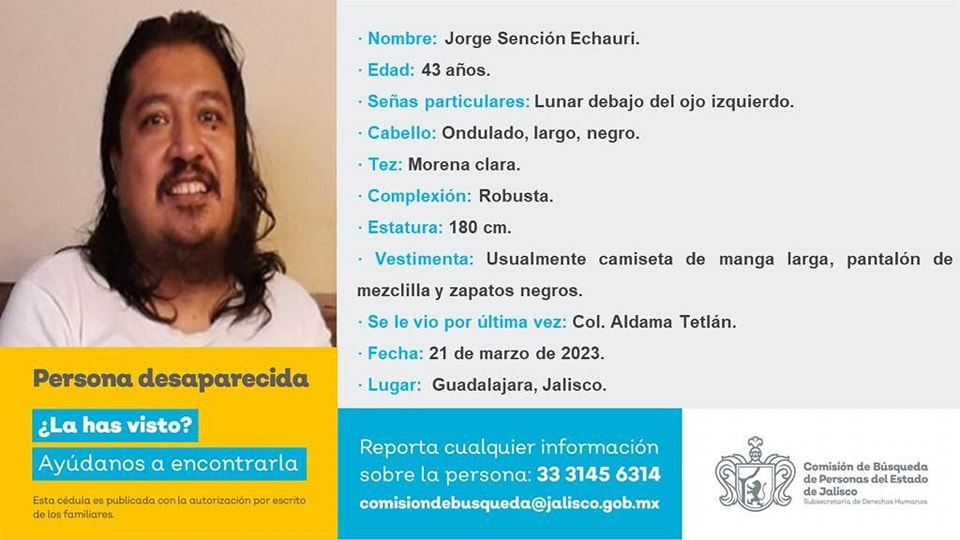 · Nombre: Jorge Sención Echauri.
· Edad: 43 años.
· Señas particulares: Lunar debajo del ojo izquierdo.
· Cabello: Ondulado, largo, negro.
· Tez: Morena clara.
· Complexión: Robusta.
· Estatura: 180 cm.
· Vestimenta: Usualmente camiseta de manga larga, pantalón de
mezclilla y zapatos negros.
· Se le vio por última vez: Col. Aldama Tetlán.
· Fecha: 21 de marzo de 2023.
· Lugar: Guadalajara, Jalisco.
Persona desaparecida
¿La has visto?
Ayúdanos a encontrarla
Esta cédula es publicada con la autorización por escrito
de los familiares.
Reporta cualquier información
sobre la persona: 33 3145 6314
comisiondebusqueda@jalisco.gob.mx
Comisión de Búsqueda
de Personas del Estado
de Jalisco
Subsecretaría de Derechos Humanos